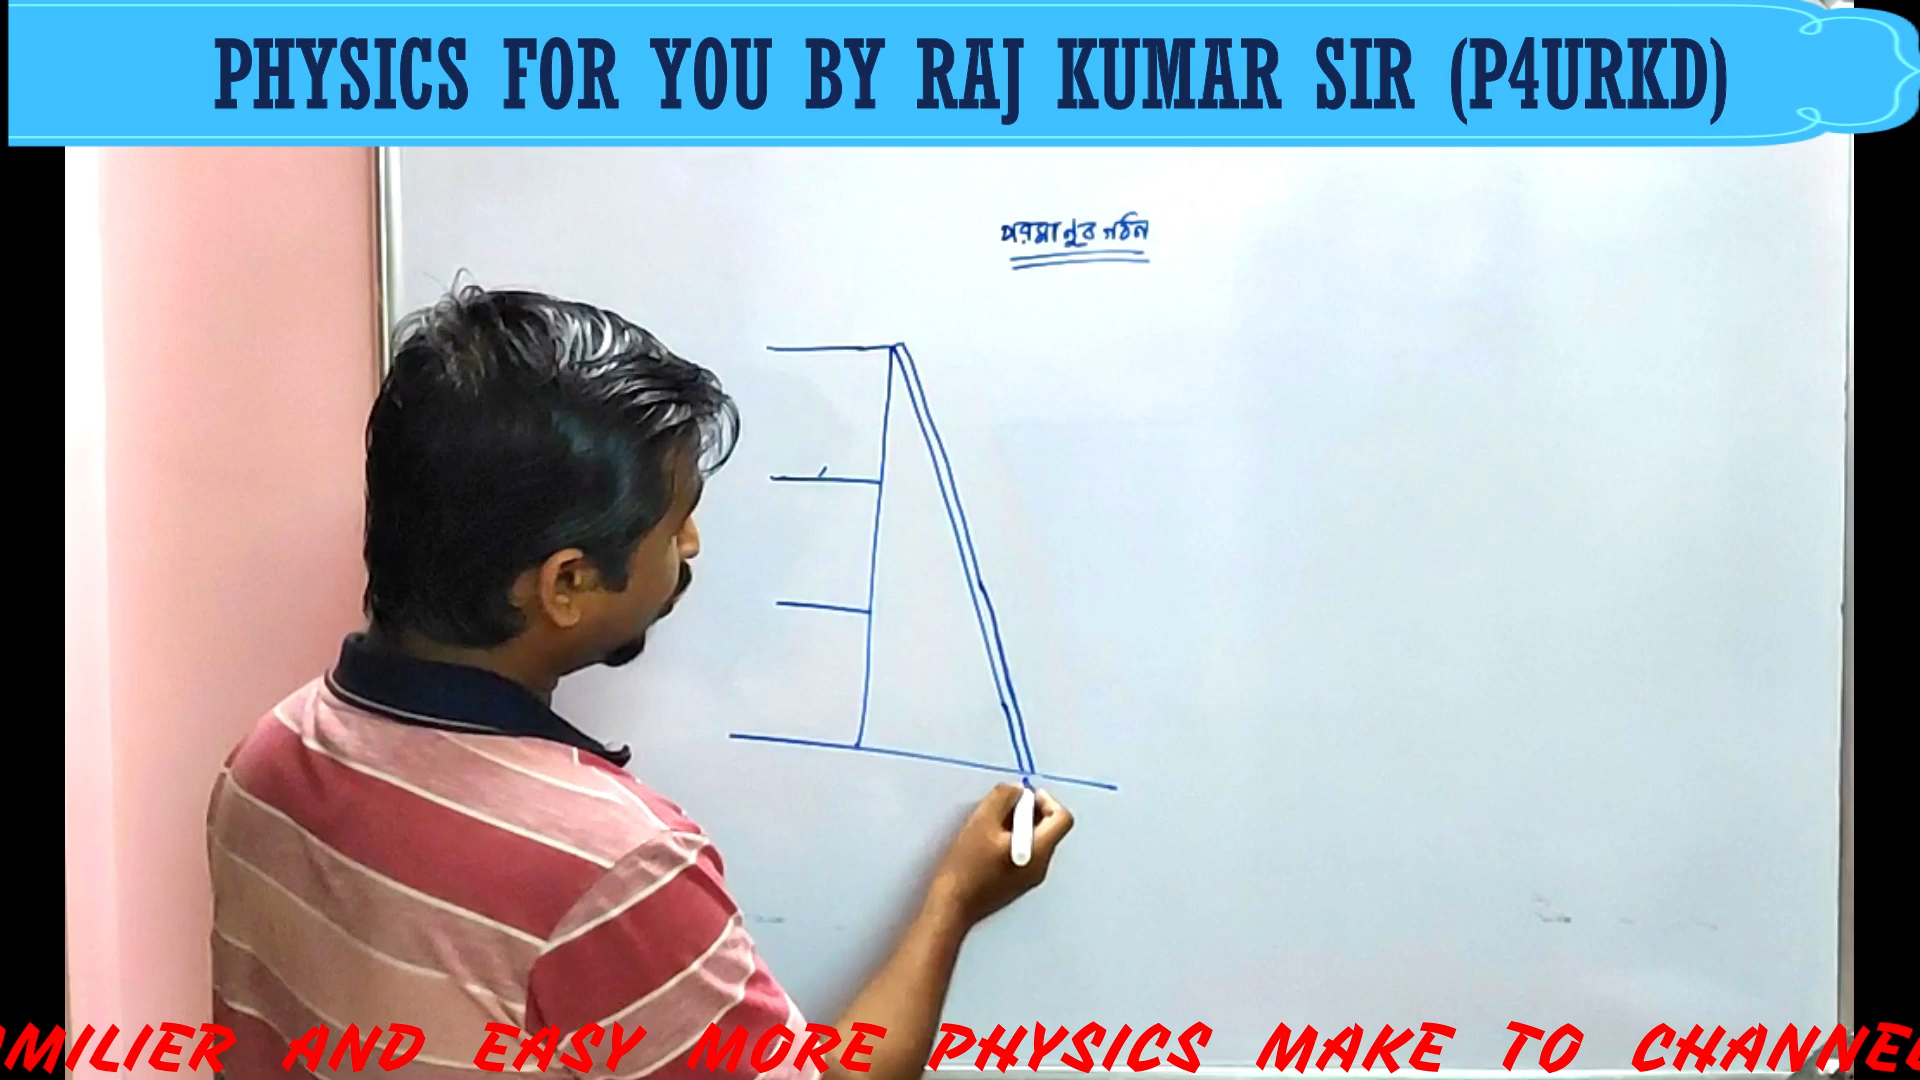 PHYSICS FOR YOU BY RAJ KUMAR SIR (P4URKD)
পরমানুর গঠন
MILIER AND EASY MORE PHYSICS MAKE TO CHANNE